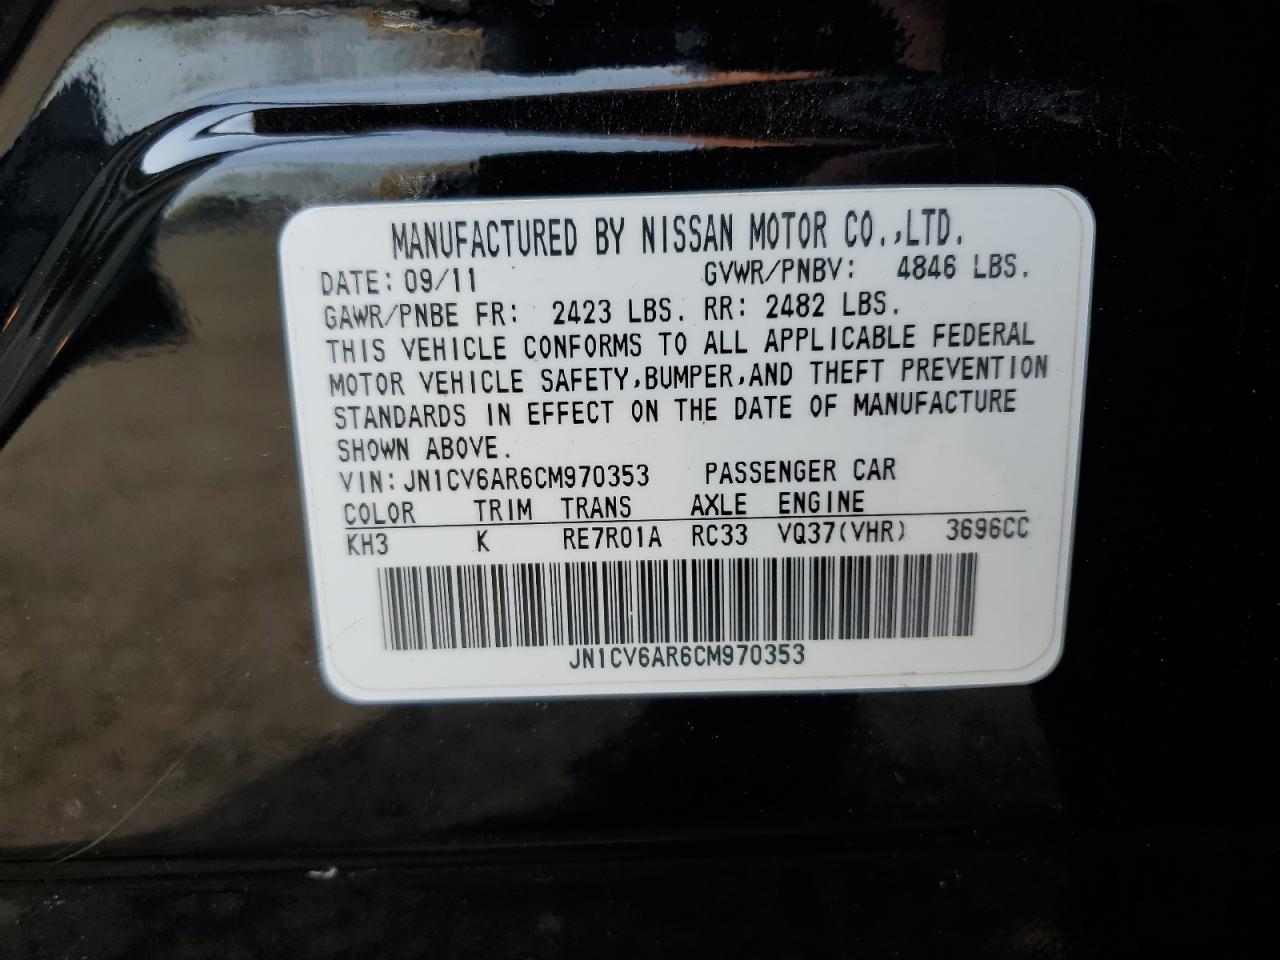 MANUFACTURED BY NISSAN MOTOR CO.,LTD.
DATE: 09/11 GVWR/PNBV: 4846 LBS.
GAWR/PNBE FR: 2423 LBS. RR: 2482 LBS.
THIS VEHICLE CONFORMS TO ALL APPLICABLE FEDERAL
MOTOR VEHICLE SAFETY,BUMPER,AND THEFT PREVENTION
STANDARDS IN EFFECT ON THE DATE OF MANUFACTURE
SHOWN ABOVE.
VIN: JN1CV6AR6CM970353 PASSENGER CAR
COLOR TRIM TRANS AXLE ENGINE
KH3 K RE7R01A RC33 VQ37(VHR) 3696CC
JN1CV6AR6CM970353